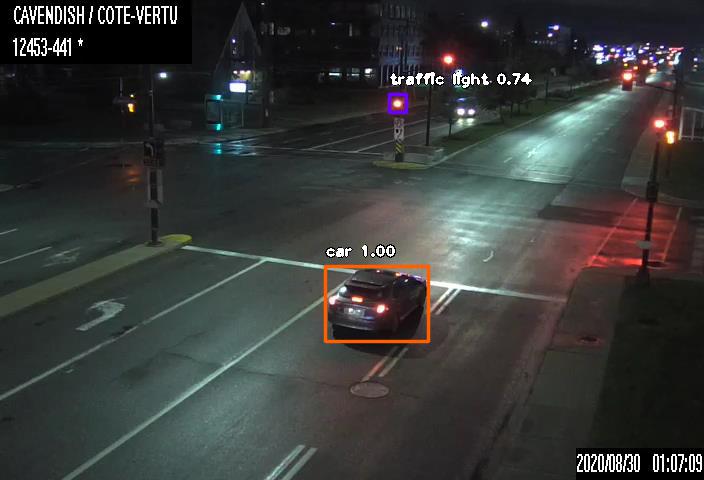 CAVENDISH / COTE-VERTU
12453-441 *
traffic light 0.74
car 1.00
2020/08/30 01:07:09